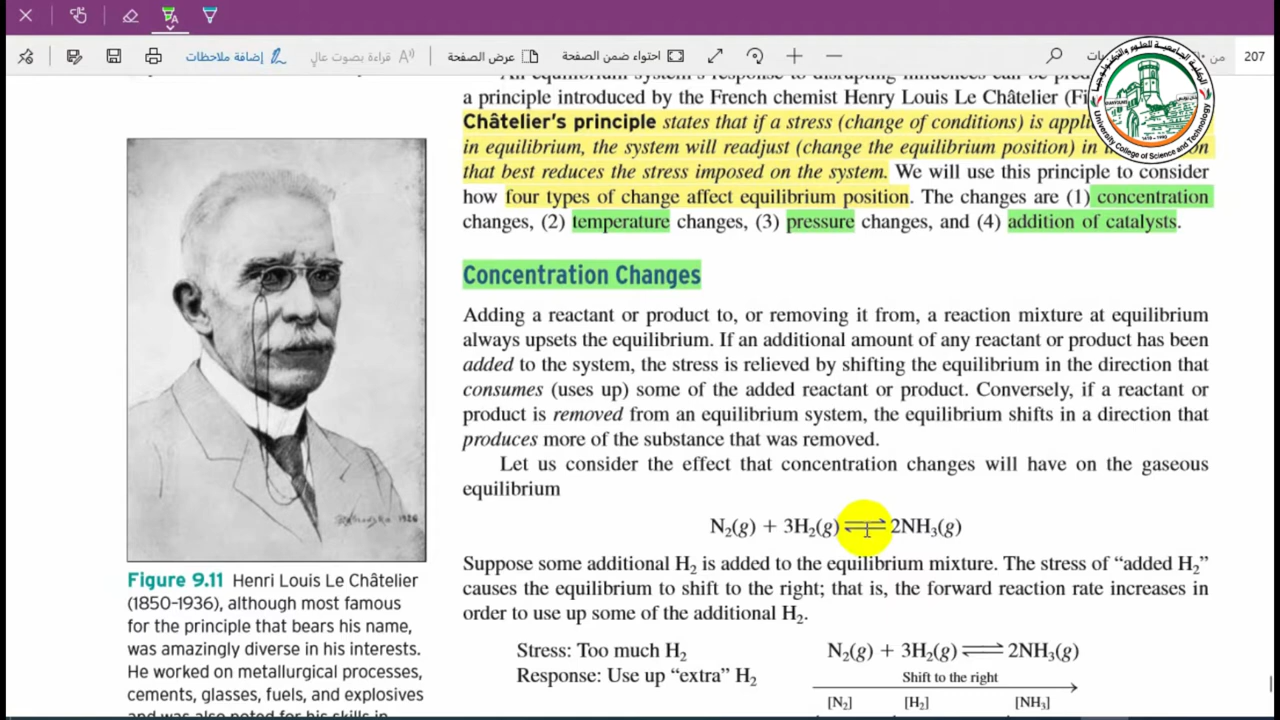 إضافة ملاحظات
قراءة بصوت عالٍ
عرض الصفحة
احتواء ضمن الصفحة
من
207
University College of Science and Technology
a principle introduced by the French chemist Henry Louis Le Châtelier
Châtelier's principle states that if a stress (change of conditions) is
in equilibrium, the system will readjust (change the equilibrium position) in
that best reduces the stress imposed on the system. We will use this principle to consider
how four types of change affect equilibrium position. The changes are (1) concentration
changes, (2) temperature changes, (3) pressure changes, and (4) addition of catalysts.
Concentration Changes
Adding a reactant or product to, or removing it from, a reaction mixture at equilibrium
always upsets the equilibrium. If an additional amount of any reactant or product has been
added to the system, the stress is relieved by shifting the equilibrium in the direction that
consumes (uses up) some of the added reactant or product. Conversely, if a reactant or
product is removed from an equilibrium system, the equilibrium shifts in a direction that
produces more of the substance that was removed.
Let us consider the effect that concentration changes will have on the gaseous
equilibrium
N₂(g) + 3H₂(g) ⇌ 2NH₃(g)
Suppose some additional H₂ is added to the equilibrium mixture. The stress of “added H₂”
causes the equilibrium to shift to the right; that is, the forward reaction rate increases in
order to use up some of the additional H₂.
Stress: Too much H₂
Response: Use up “extra” H₂
N₂(g) + 3H₂(g) ⇌ 2NH₃(g)
Shift to the right
[N₂] [H₂] [NH₃]
Figure 9.11 Henri Louis Le Châtelier
(1850–1936), although most famous
for the principle that bears his name,
was amazingly diverse in his interests.
He worked on metallurgical processes,
cements, glasses, fuels, and explosives
and was also noted for his skills in